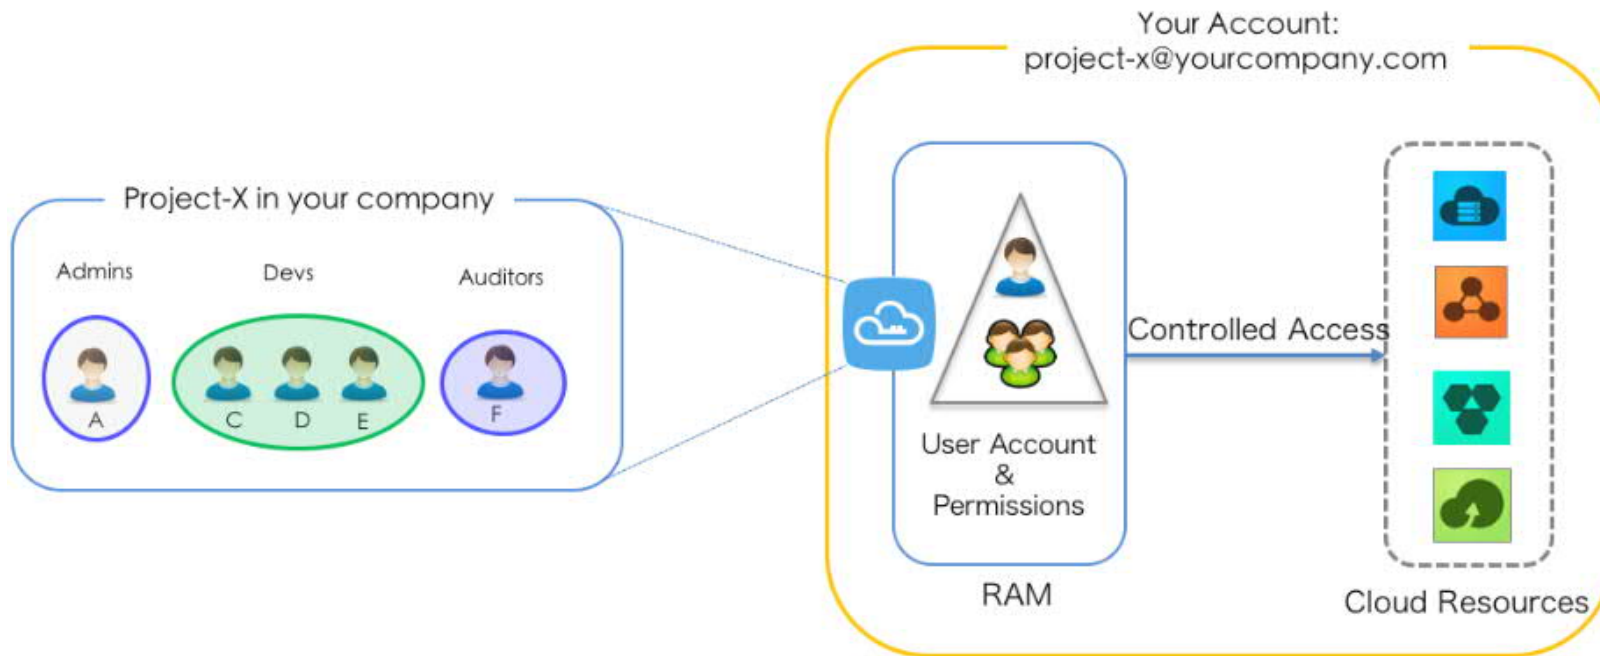 Your Account:
project-x@yourcompany.com
Project-X in your company
Admins
Devs
Auditors
A
C
D
E
F
Controlled Access
User Account
&
Permissions
RAM
Cloud Resources